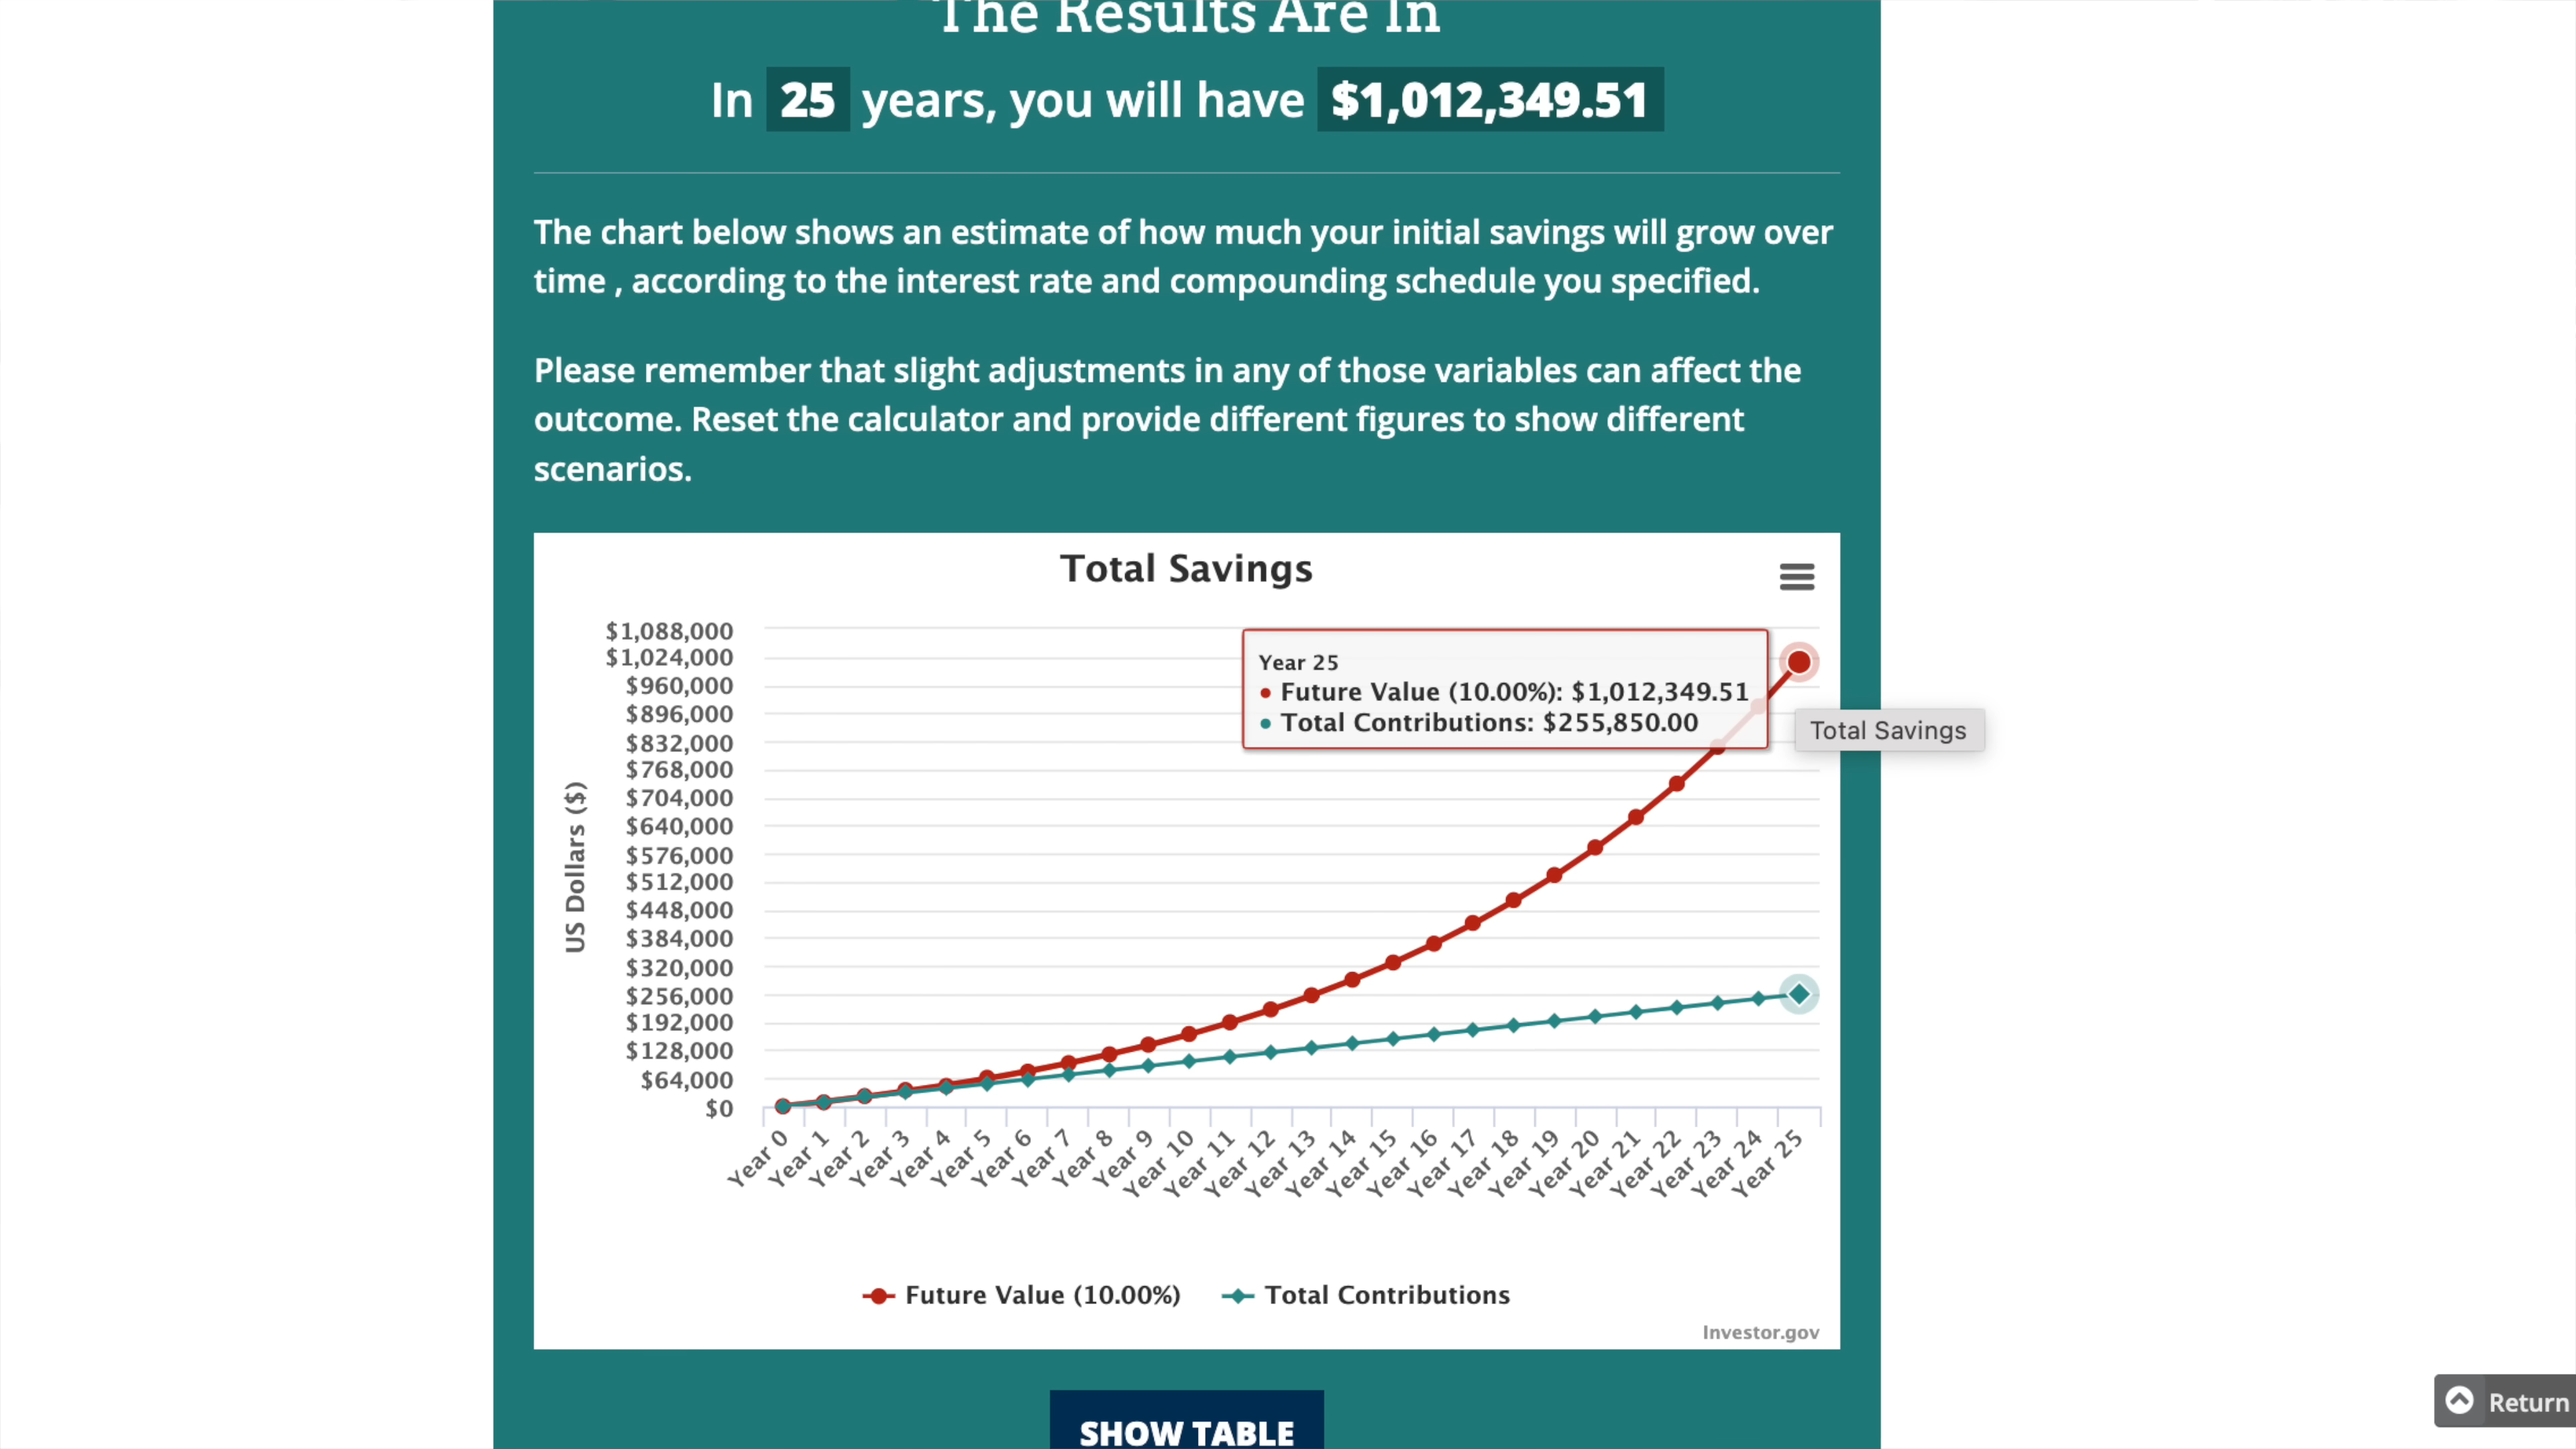 The Results Are In
In 25 years, you will have $1,012,349.51
The chart below shows an estimate of how much your initial savings will grow over
time , according to the interest rate and compounding schedule you specified.
Please remember that slight adjustments in any of those variables can affect the
outcome. Reset the calculator and provide different figures to show different
scenarios.
Total Savings
$1,088,000
$1,024,000
$960,000
$896,000
$832,000
$768,000
$704,000
$640,000
$576,000
$512,000
$448,000
$384,000
$320,000
$256,000
$192,000
$128,000
$64,000
$0
US Dollars ($)
Year 25
• Future Value (10.00%): $1,012,349.51
• Total Contributions: $255,850.00
Total Savings
Year 0
Year 1
Year 2
Year 3
Year 4
Year 5
Year 6
Year 7
Year 8
Year 9
Year 10
Year 11
Year 12
Year 13
Year 14
Year 15
Year 16
Year 17
Year 18
Year 19
Year 20
Year 21
Year 22
Year 23
Year 24
Year 25
Future Value (10.00%) Total Contributions
Investor.gov
SHOW TABLE
Return